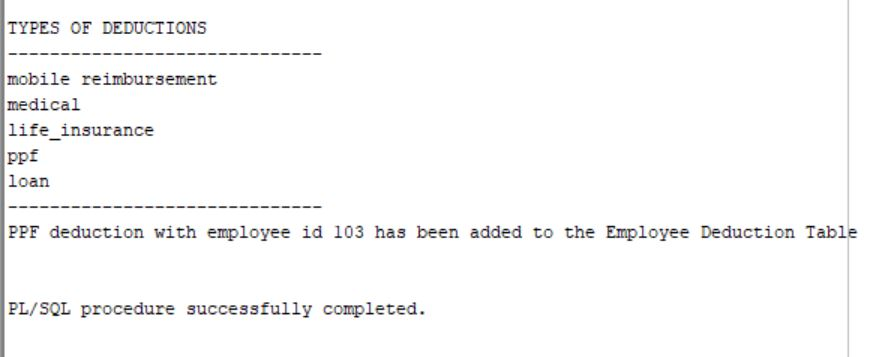 TYPES OF DEDUCTIONS
------------------------------
mobile reimbursement
medical
life_insurance
ppf
loan
------------------------------
PPF deduction with employee id 103 has been added to the Employee Deduction Table
PL/SQL procedure successfully completed.